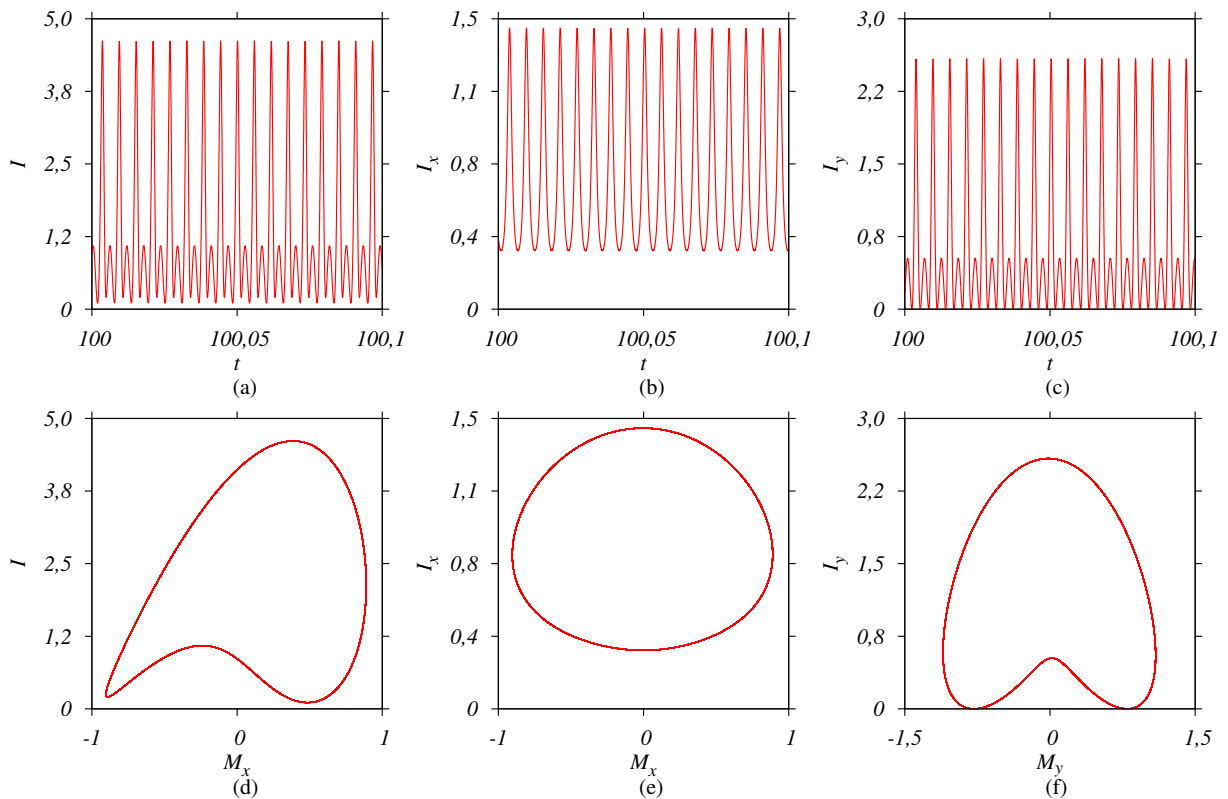 5,0
3,8
2,5
1,2
0
I
100 100,05 100,1
t
(a)
1,5
1,1
0,8
0,4
0
I_x
100 100,05 100,1
t
(b)
3,0
2,2
1,5
0,8
0
I_y
100 100,05 100,1
t
(c)
5,0
3,8
2,5
1,2
0
I
-1 0 1
M_x
(d)
1,5
1,1
0,8
0,4
0
I_x
-1 0 1
M_x
(e)
3,0
2,2
1,5
0,8
0
I_y
-1,5 0 1,5
M_y
(f)